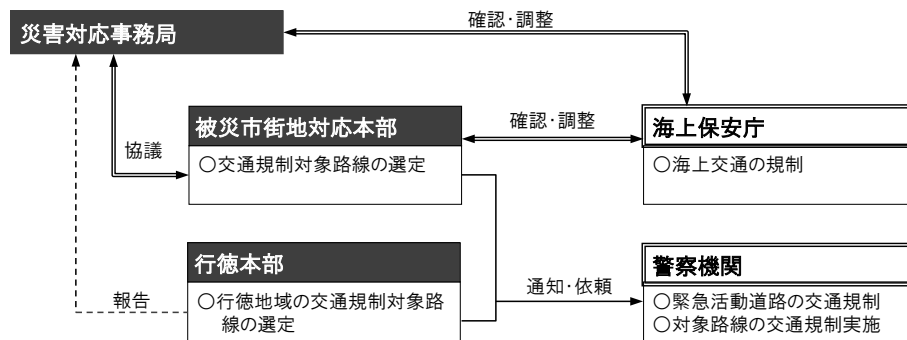 確認・調整
災害対応事務局
被災市街地対応本部
確認・調整
海上保安庁
協議
○交通規制対象路線の選定
○海上交通の規制
行徳本部
警察機関
報告
○行徳地域の交通規制対象路
線の選定
通知・依頼
○緊急活動道路の交通規制
○対象路線の交通規制実施